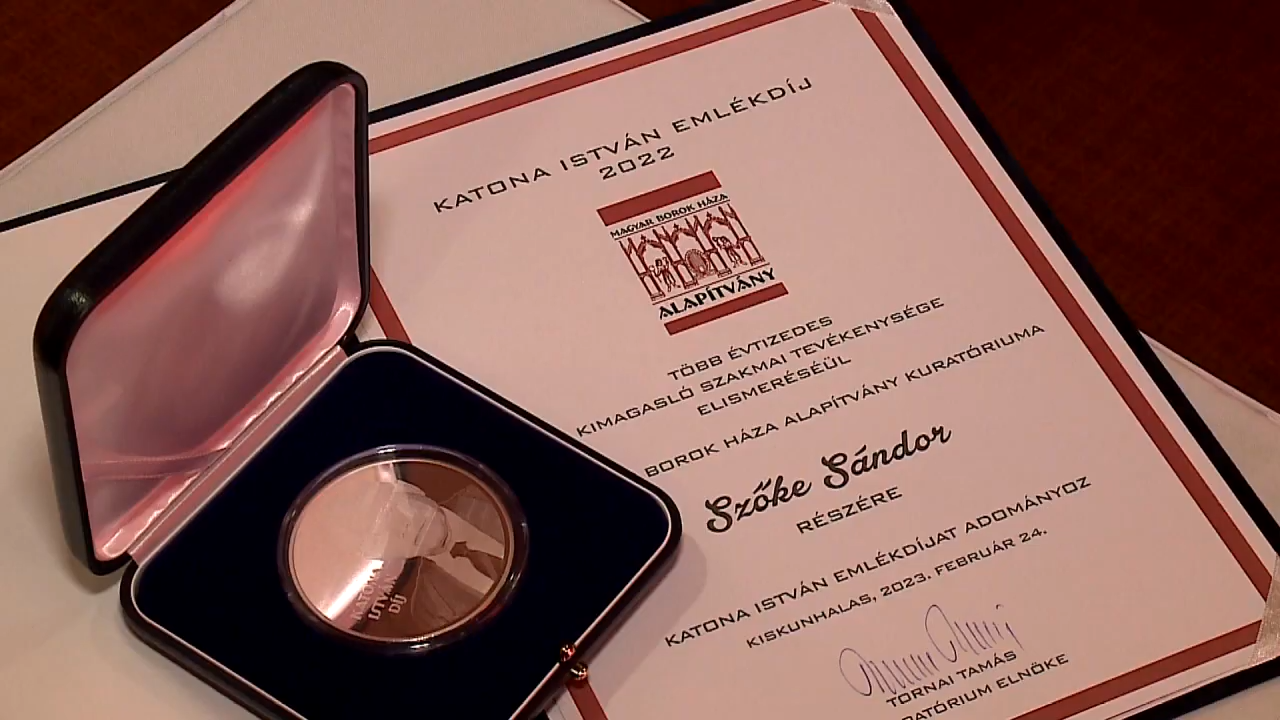 KATONA ISTVÁN EMLÉKDÍJ
2022
MAGYAR BOROK HÁZA
ALAPÍTVÁNY
TÖBB ÉVTIZEDES
KIMAGASLÓ SZAKMAI TEVÉKENYSÉGE
ELISMERÉSÉÜL
BOROK HÁZA ALAPÍTVÁNY KURATÓRIUMA
Szőke Sándor
RÉSZÉRE
KATONA ISTVÁN EMLÉKDÍJAT ADOMÁNYOZ
KISKUNHALAS, 2023. FEBRUÁR 24.
TORNAI TAMÁS
RATÓRIUM ELNÖKE
KATONA
ISTVÁN
DÍJ